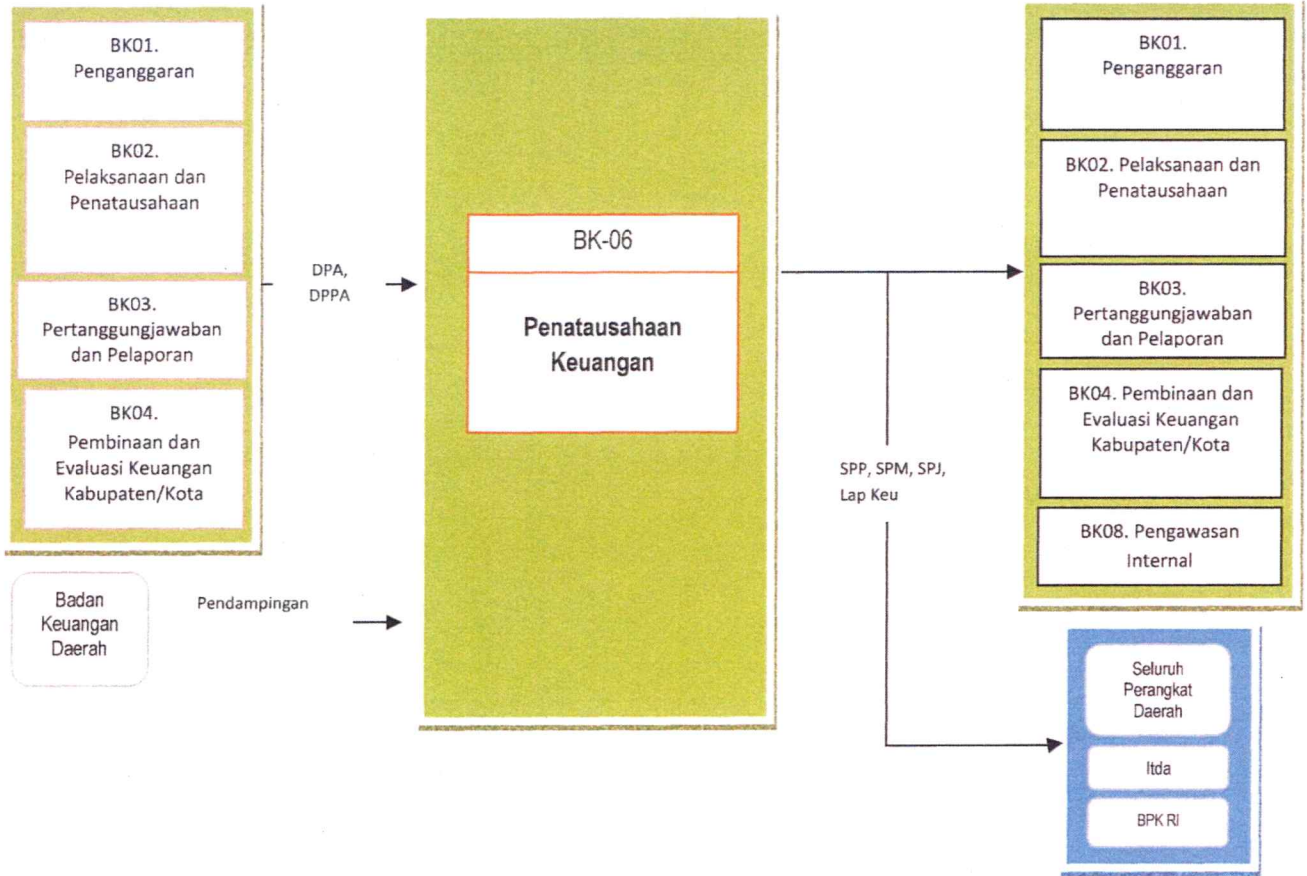 BK01.
Penganggaran
BK02.
Pelaksanaan dan
Penatausahaan
BK03.
Pertanggungjawaban
dan Pelaporan
BK04.
Pembinaan dan
Evaluasi Keuangan
Kabupaten/Kota
Badan
Keuangan
Daerah
DPA,
DPPA
Pendampingan
BK-06
Penatausahaan
Keuangan
SPP, SPM, SPJ,
Lap Keu
BK01.
Penganggaran
BK02. Pelaksanaan dan
Penatausahaan
BK03.
Pertanggungjawaban
dan Pelaporan
BK04. Pembinaan dan
Evaluasi Keuangan
Kabupaten/Kota
BK08. Pengawasan
Internal
Seluruh
Perangkat
Daerah
Itda
BPK RI